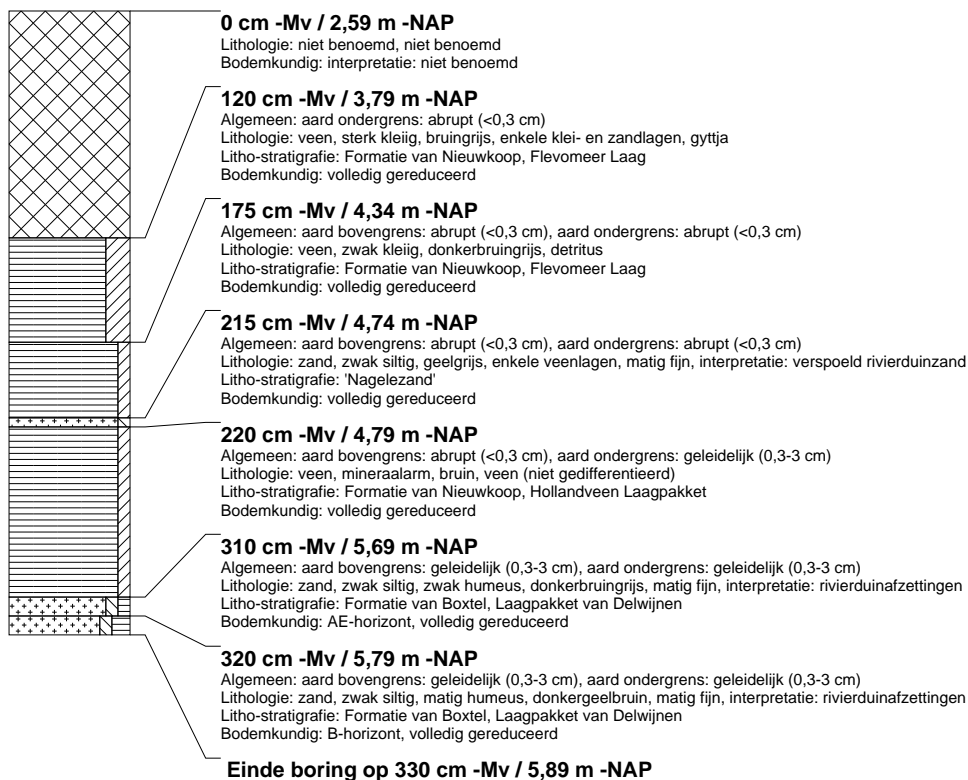 0 cm -Mv / 2,59 m -NAP
Lithologie: niet benoemd, niet benoemd
Bodemkundig: interpretatie: niet benoemd
120 cm -Mv / 3,79 m -NAP
Algemeen: aard ondergrens: abrupt (<0,3 cm)
Lithologie: veen, sterk kleiig, bruingrijs, enkele klei- en zandlagen, gyttja
Litho-stratigrafie: Formatie van Nieuwkoop, Flevomeer Laag
Bodemkundig: volledig gereduceerd
175 cm -Mv / 4,34 m -NAP
Algemeen: aard bovengrens: abrupt (<0,3 cm), aard ondergrens: abrupt (<0,3 cm)
Lithologie: veen, zwak kleiig, donkerbruingrijs, detritus
Litho-stratigrafie: Formatie van Nieuwkoop, Flevomeer Laag
Bodemkundig: volledig gereduceerd
215 cm -Mv / 4,74 m -NAP
Algemeen: aard bovengrens: abrupt (<0,3 cm), aard ondergrens: abrupt (<0,3 cm)
Lithologie: zand, zwak siltig, geelgrijs, enkele veenlagen, matig fijn, interpretatie: verspoeld rivierduinzand
Litho-stratigrafie: 'Nagelezand'
Bodemkundig: volledig gereduceerd
220 cm -Mv / 4,79 m -NAP
Algemeen: aard bovengrens: abrupt (<0,3 cm), aard ondergrens: geleidelijk (0,3-3 cm)
Lithologie: veen, mineraalarm, bruin, veen (niet gedifferentieerd)
Litho-stratigrafie: Formatie van Nieuwkoop, Hollandveen Laagpakket
Bodemkundig: volledig gereduceerd
310 cm -Mv / 5,69 m -NAP
Algemeen: aard bovengrens: geleidelijk (0,3-3 cm), aard ondergrens: geleidelijk (0,3-3 cm)
Lithologie: zand, zwak siltig, zwak humeus, donkerbruingrijs, matig fijn, interpretatie: rivierduinafzettingen
Litho-stratigrafie: Formatie van Boxtel, Laagpakket van Delwijnen
Bodemkundig: AE-horizont, volledig gereduceerd
320 cm -Mv / 5,79 m -NAP
Algemeen: aard bovengrens: geleidelijk (0,3-3 cm), aard ondergrens: geleidelijk (0,3-3 cm)
Lithologie: zand, zwak siltig, matig humeus, donkergeelbruin, matig fijn, interpretatie: rivierduinafzettingen
Litho-stratigrafie: Formatie van Boxtel, Laagpakket van Delwijnen
Bodemkundig: B-horizont, volledig gereduceerd
Einde boring op 330 cm -Mv / 5,89 m -NAP